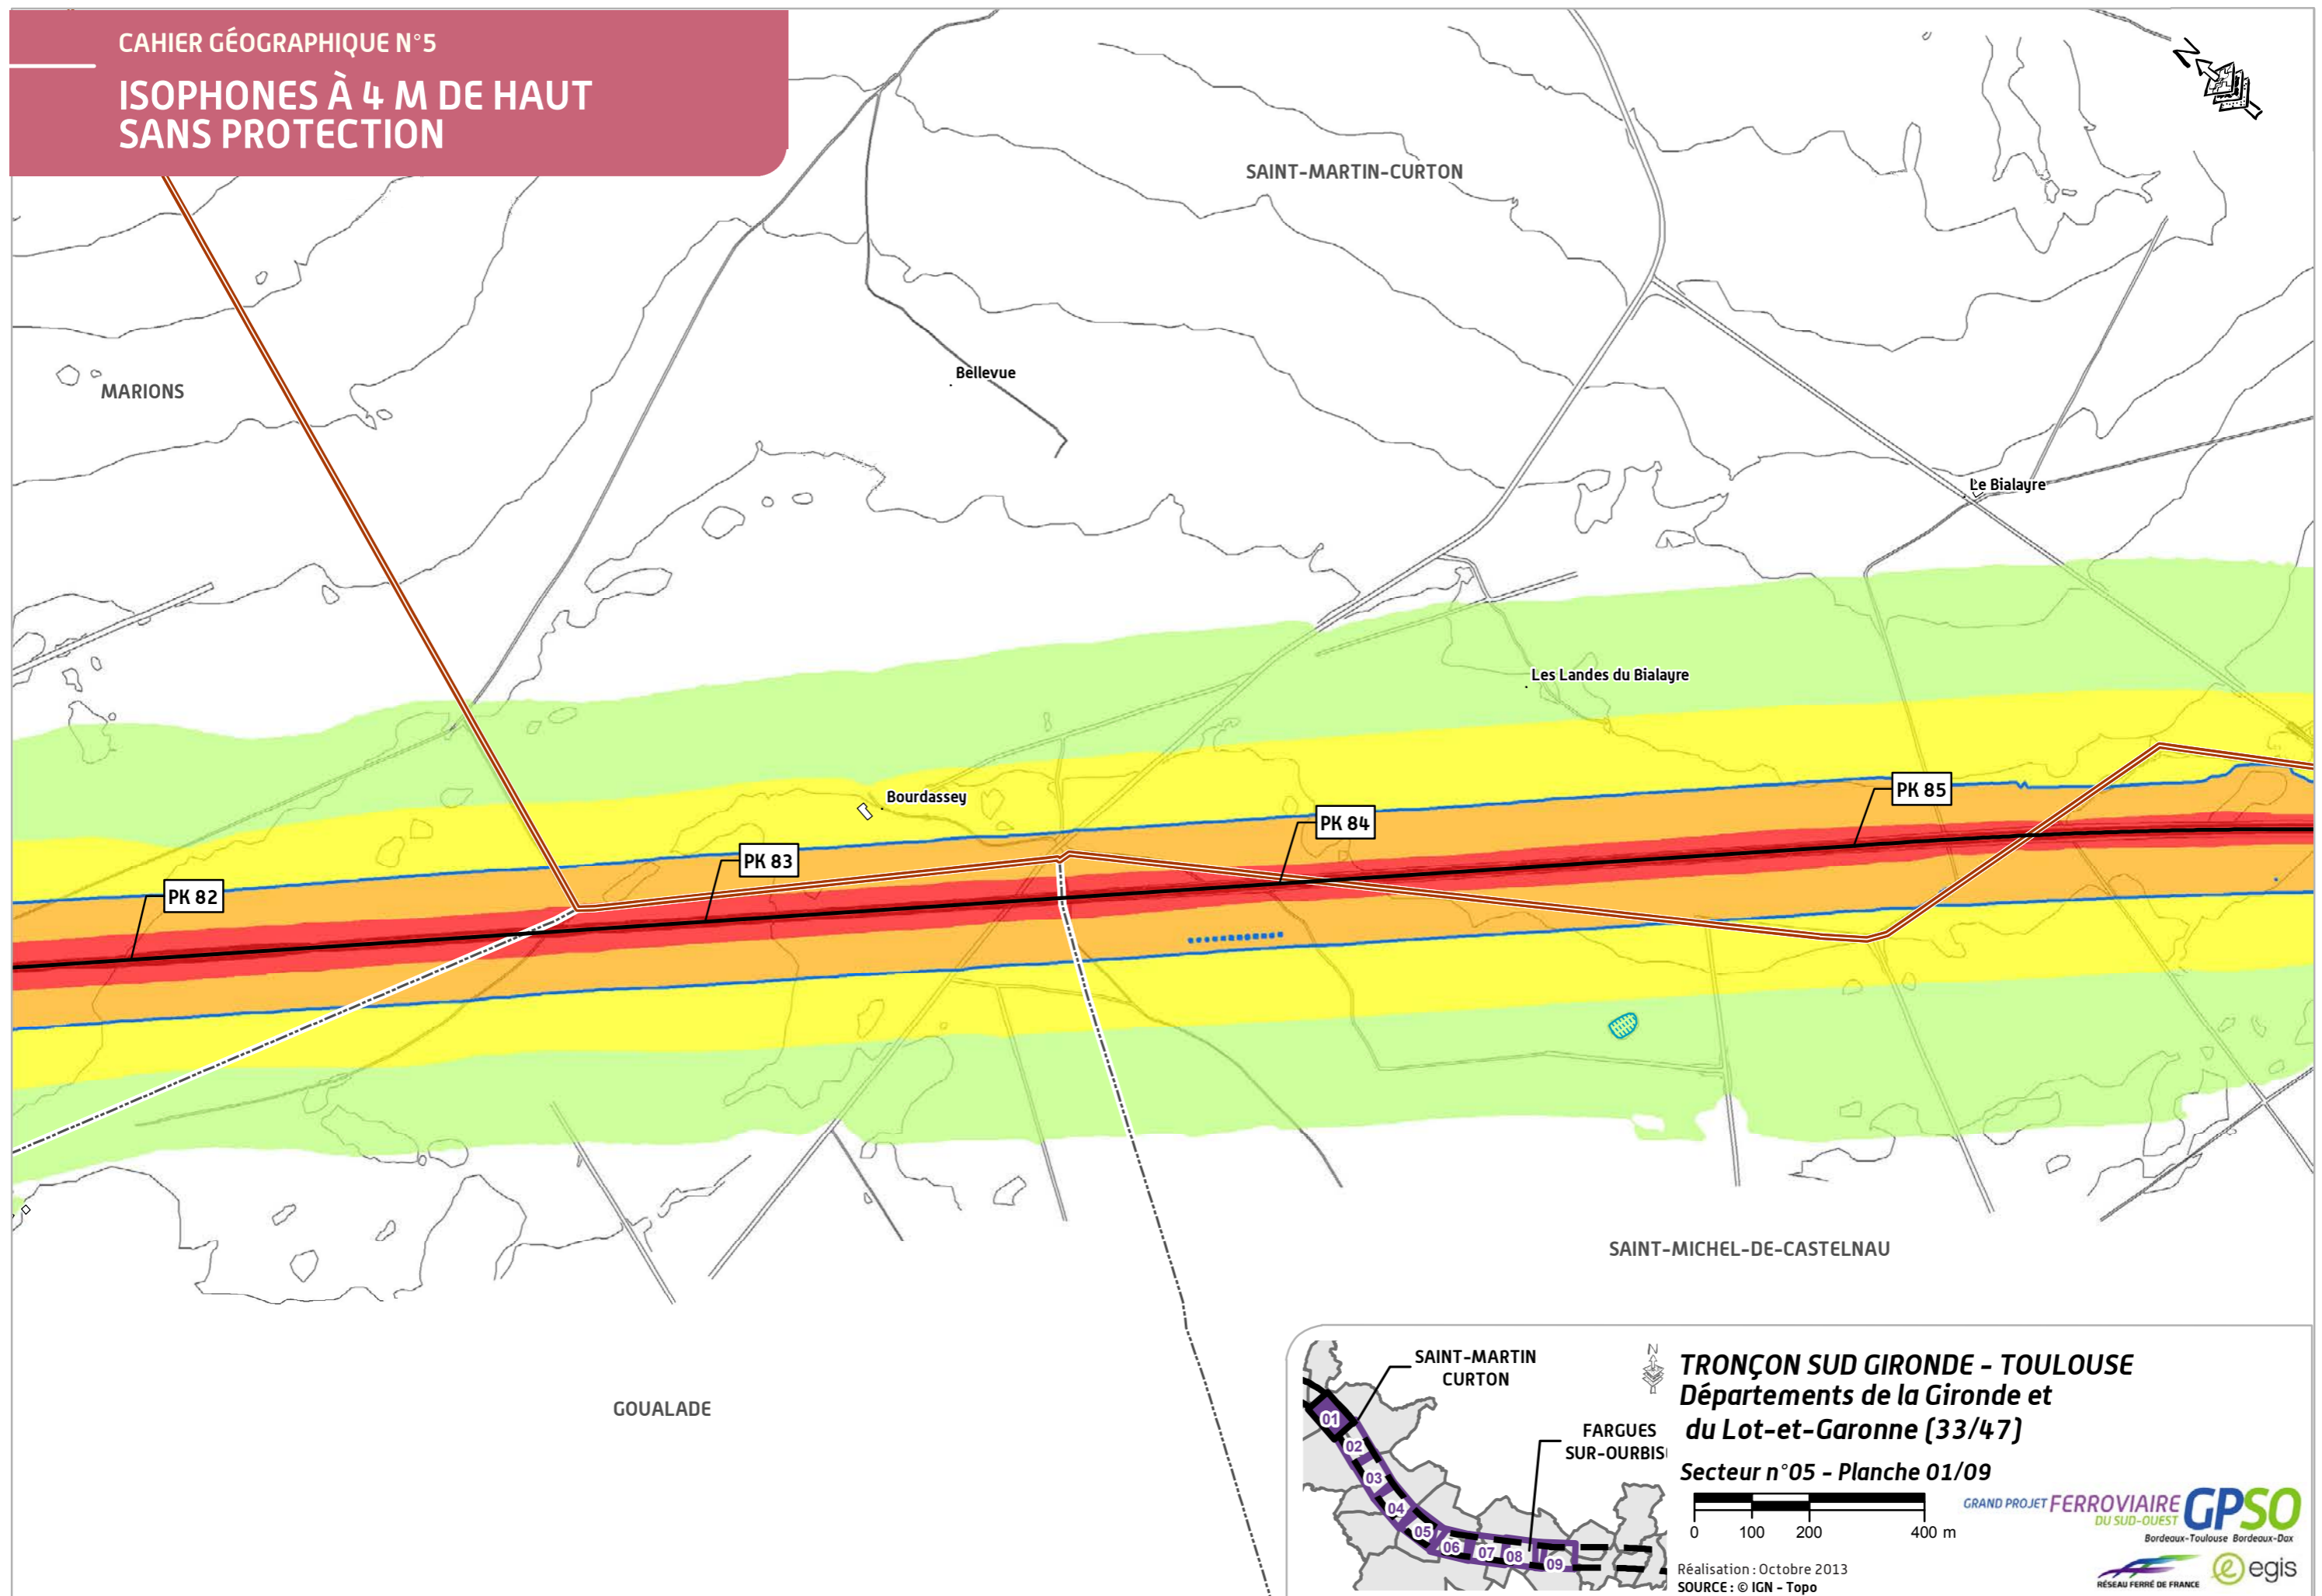 CAHIER GÉOGRAPHIQUE N°5
ISOPHONES À 4 M DE HAUT
SANS PROTECTION
N
SAINT-MARTIN-CURTON
Bellevue
MARIONS
Le Bialayre
Les Landes du Bialayre
Bourdassey
PK 85
PK 84
PK 83
PK 82
SAINT-MICHEL-DE-CASTELNAU
GOUALADE
SAINT-MARTIN
CURTON
FARGUES
SUR-OURBIS
01
02
03
04
05
06
07
08
09
N
TRONÇON SUD GIRONDE - TOULOUSE
Départements de la Gironde et
du Lot-et-Garonne (33/47)
Secteur n°05 - Planche 01/09
0 100 200 400 m
Réalisation : Octobre 2013
SOURCE : © IGN - Topo
GRAND PROJET FERROVIAIRE
DU SUD-OUEST
GPSO
Bordeaux-Toulouse Bordeaux-Dax
RÉSEAU FERRÉ DE FRANCE
e egis